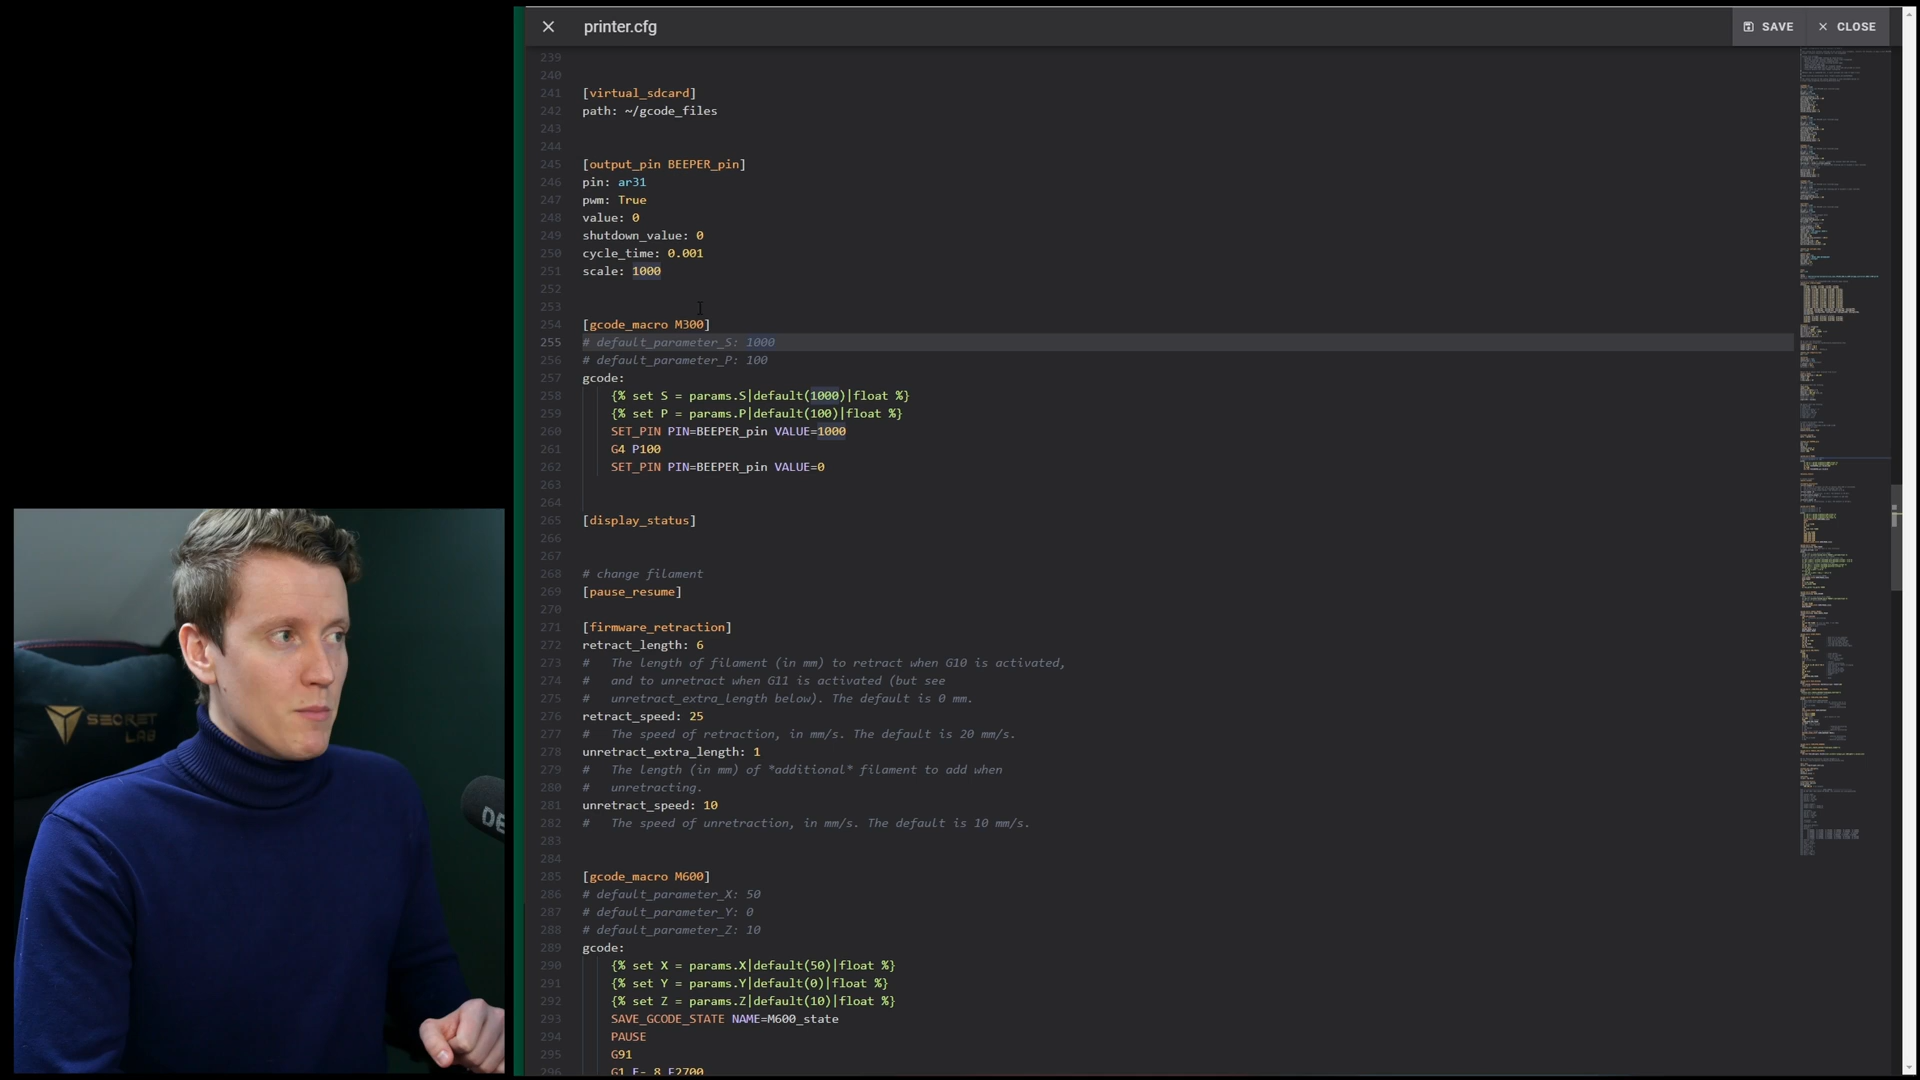 printer.cfg
SAVE
CLOSE
239
240
241 [virtual_sdcard]
242 path: ~/gcode_files
243
244
245 [output_pin BEEPER_pin]
246 pin: ar31
247 pwm: True
248 value: 0
249 shutdown_value: 0
250 cycle_time: 0.001
251 scale: 1000
252
253
254 [gcode_macro M300]
255 # default_parameter_S: 1000
256 # default_parameter_P: 100
257 gcode:
258 {% set S = params.S|default(1000)|float %}
259 {% set P = params.P|default(100)|float %}
260 SET_PIN PIN=BEEPER_pin VALUE=1000
261 G4 P100
262 SET_PIN PIN=BEEPER_pin VALUE=0
263
264
265 [display_status]
266
267
268 # change filament
269 [pause_resume]
270
271 [firmware_retraction]
272 retract_length: 6
273 # The length of filament (in mm) to retract when G10 is activated,
274 # and to unretract when G11 is activated (but see
275 # unretract_extra_length below). The default is 0 mm.
276 retract_speed: 25
277 # The speed of retraction, in mm/s. The default is 20 mm/s.
278 unretract_extra_length: 1
279 # The length (in mm) of *additional* filament to add when
280 # unretracting.
281 unretract_speed: 10
282 # The speed of unretraction, in mm/s. The default is 10 mm/s.
283
284
285 [gcode_macro M600]
286 # default_parameter_X: 50
287 # default_parameter_Y: 0
288 # default_parameter_Z: 10
289 gcode:
290 {% set X = params.X|default(50)|float %}
291 {% set Y = params.Y|default(0)|float %}
292 {% set Z = params.Z|default(10)|float %}
293 SAVE_GCODE_STATE NAME=M600_state
294 PAUSE
295 G91
296 G1 E-.8 F2700
SECRET
LAB
DE